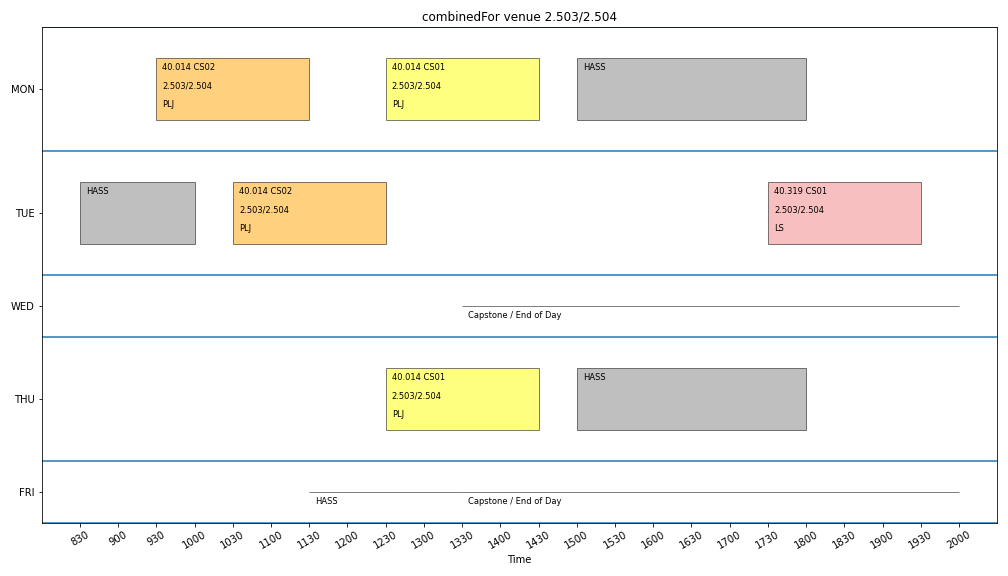 combinedFor venue 2.503/2.504
MON
40.014 CS02
2.503/2.504
PLJ
40.014 CS01
2.503/2.504
PLJ
HASS
TUE
HASS
40.014 CS02
2.503/2.504
PLJ
40.319 CS01
2.503/2.504
LS
WED
Capstone / End of Day
THU
40.014 CS01
2.503/2.504
PLJ
HASS
FRI
HASS
Capstone / End of Day
830 900 930 1000 1030 1100 1130 1200 1230 1300 1330 1400 1430 1500 1600 1630 1700 1730 1800 1830 1900 1930 2000
Time